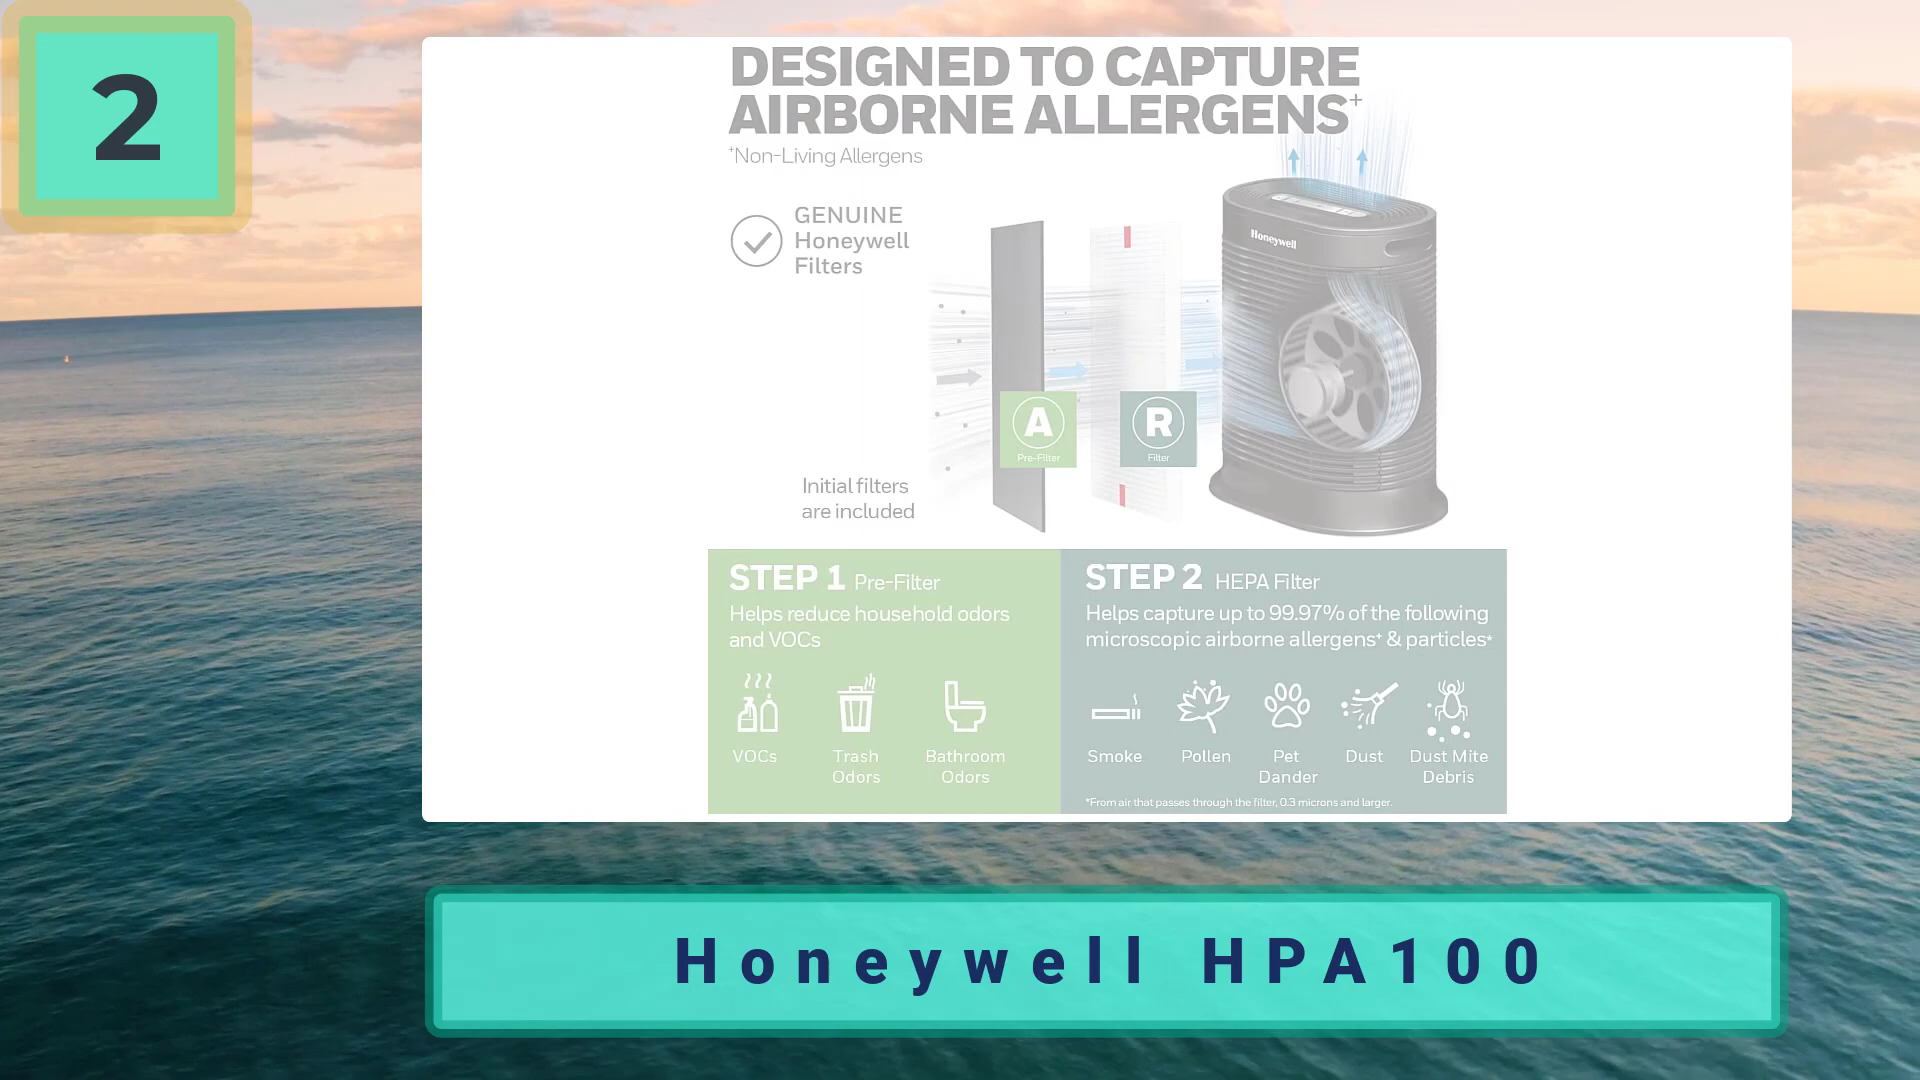 2
DESIGNED TO CAPTURE
AIRBORNE ALLERGENS+
+Non-Living Allergens
GENUINE
Honeywell
Filters
Honeywell
A
Pre-Filter
R
Filter
Initial filters
are included
STEP 1 Pre-Filter
Helps reduce household odors
and VOCs
VOCs
Trash
Odors
Bathroom
Odors
STEP 2 HEPA Filter
Helps capture up to 99.97% of the following
microscopic airborne allergens+ & particles*
Smoke
Pollen
Pet
Dander
Dust
Dust Mite
Debris
*From air that passes through the filter, 0.3 microns and larger.
Honeywell HPA100